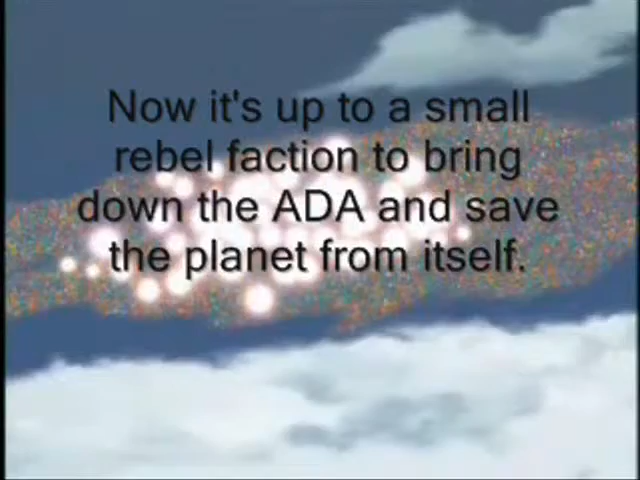 Now it's up to a small
rebel faction to bring
down the ADA and save
the planet from itself.